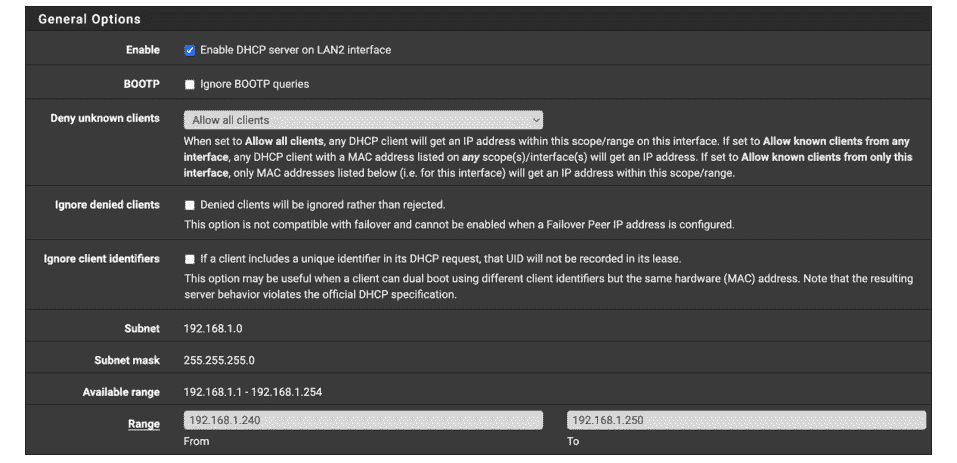 General Options
Enable Enable DHCP server on LAN2 interface
BOOTP Ignore BOOTP queries
Deny unknown clients Allow all clients
When set to Allow all clients, any DHCP client will get an IP address within this scope/range on this interface. If set to Allow known clients from any
interface, any DHCP client with a MAC address listed on any scope(s)/interface(s) will get an IP address. If set to Allow known clients from only this
interface, only MAC addresses listed below (i.e. for this interface) will get an IP address within this scope/range.
Ignore denied clients Denied clients will be ignored rather than rejected.
This option is not compatible with failover and cannot be enabled when a Failover Peer IP address is configured.
Ignore client identifiers If a client includes a unique identifier in its DHCP request, that UID will not be recorded in its lease.
This option may be useful when a client can dual boot using different client identifiers but the same hardware (MAC) address. Note that the resulting
server behavior violates the official DHCP specification.
Subnet 192.168.1.0
Subnet mask 255.255.255.0
Available range 192.168.1.1 - 192.168.1.254
Range 192.168.1.240 192.168.1.250
From To